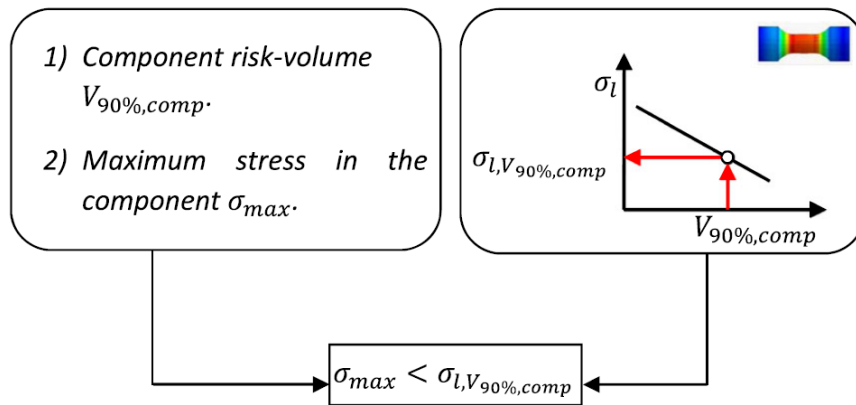 1) Component risk-volume
V₉₀%,comp.
2) Maximum stress in the
component σₘₐₓ.
σₗ
σₗ,V₉₀%,comp
V₉₀%,comp
σₘₐₓ < σₗ,V₉₀%,comp